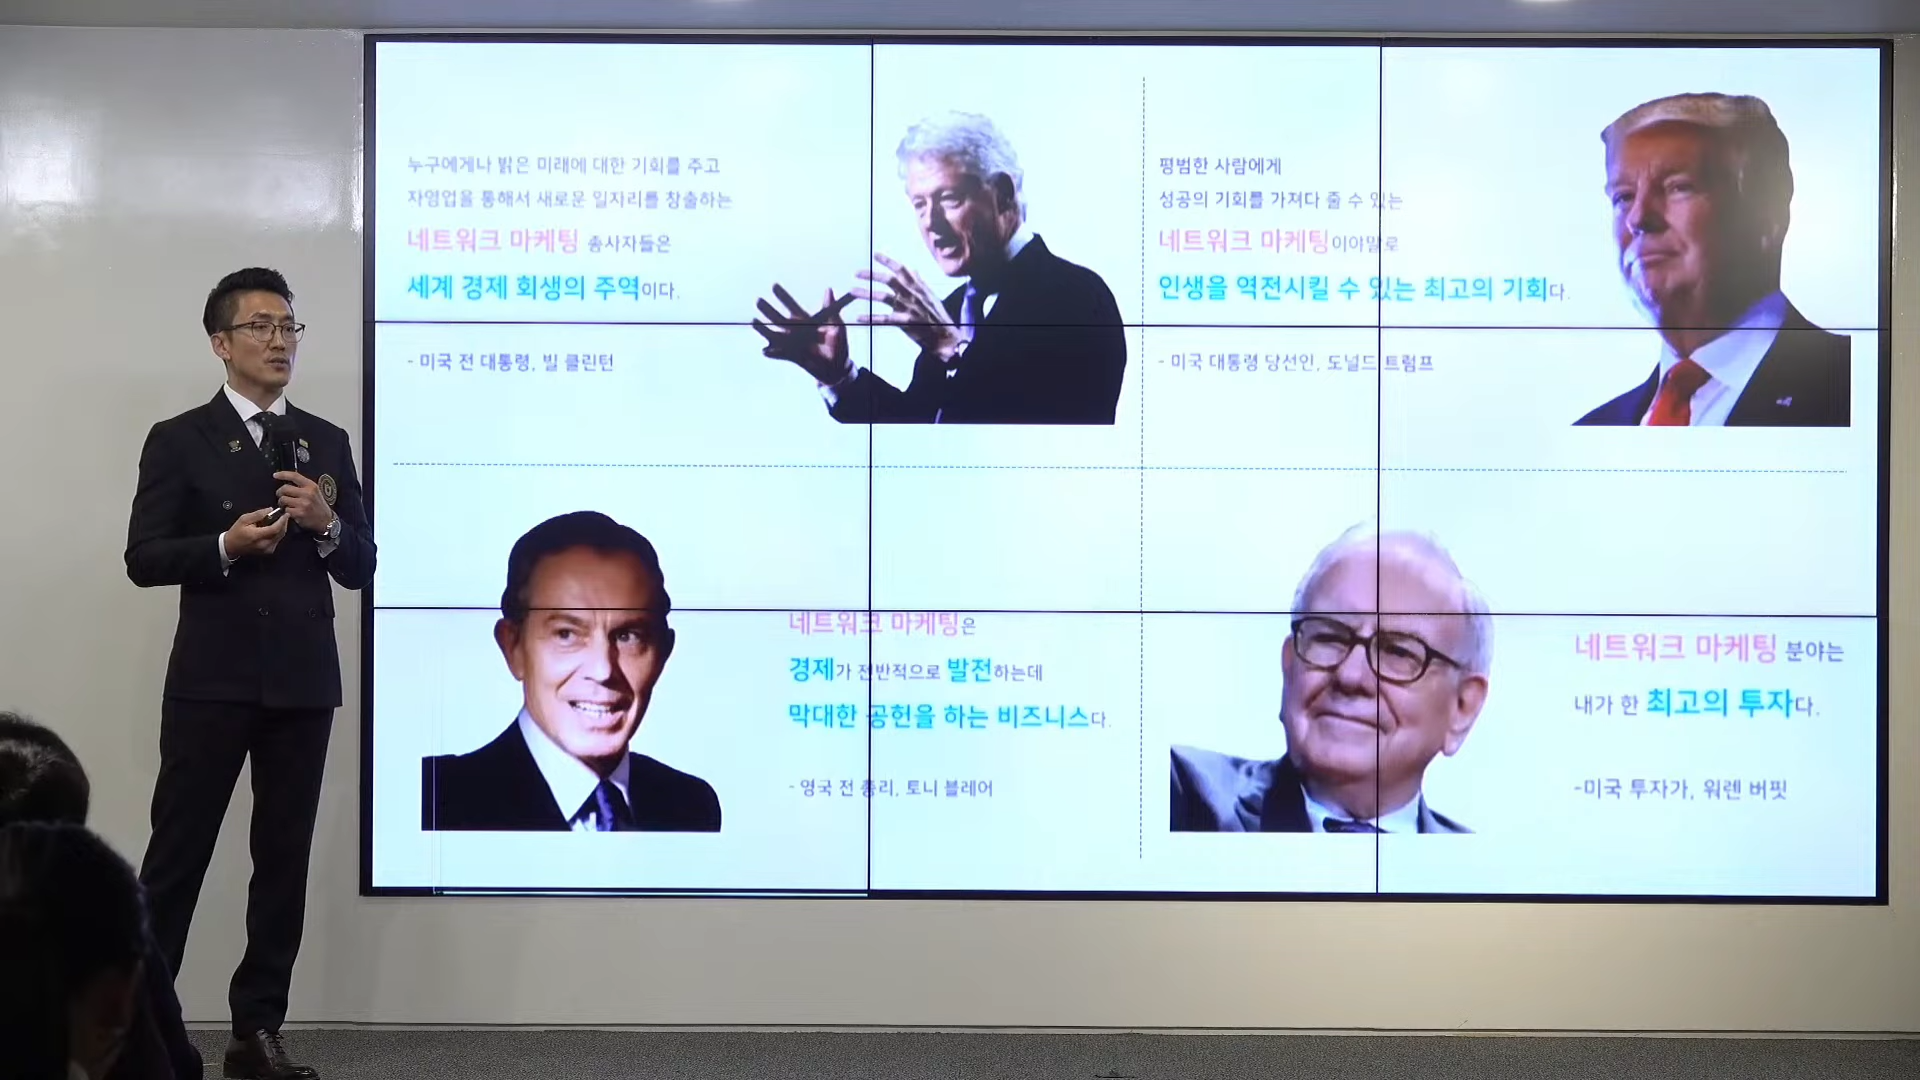 누구에게나 밝은 미래에 대한 기회를 주고
자영업을 통해서 새로운 일자리를 창출하는
네트워크 마케팅 종사자들은
세계 경제 회생의 주역이다.
- 미국 전 대통령, 빌 클린턴
평범한 사람에게
성공의 기회를 가져다 줄 수 있는
네트워크 마케팅이야말로
인생을 역전시킬 수 있는 최고의 기회다.
- 미국 대통령 당선인, 도널드 트럼프
네트워크 마케팅은
경제가 전반적으로 발전하는데
막대한 공헌을 하는 비즈니스다.
- 영국 전 총리, 토니 블레어
네트워크 마케팅 분야는
내가 한 최고의 투자다.
-미국 투자가, 워렌 버핏